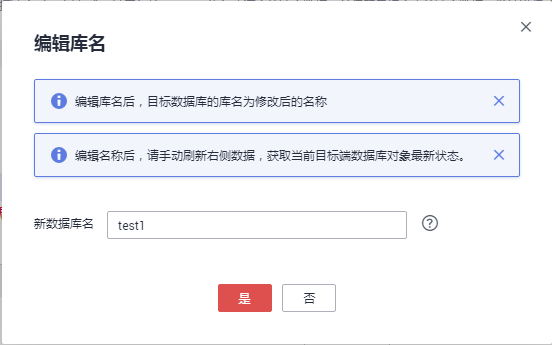 编辑库名
编辑库名后，目标数据库的库名为修改后的名称
编辑名称后，请手动刷新右侧数据，获取当前目标端数据库对象最新状态。
新数据库名 test1
是 否